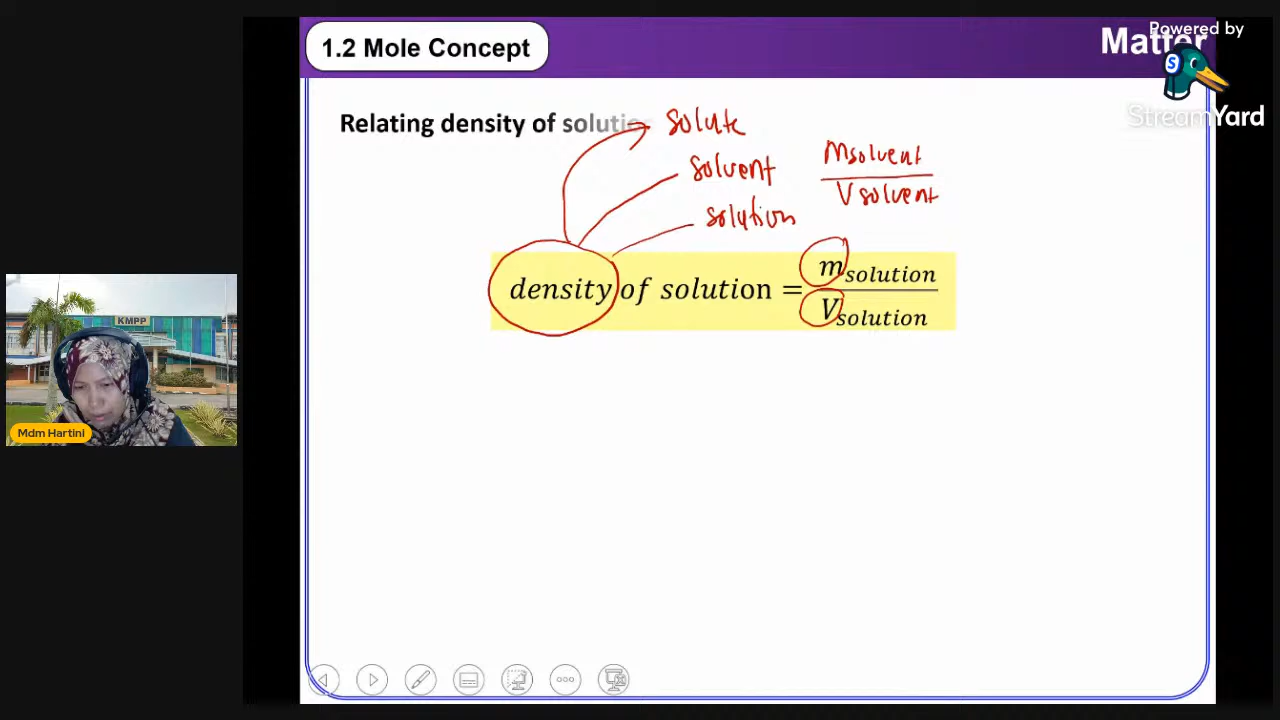 1.2 Mole Concept
Matter
Powered by
S
StreamYard
Relating density of solution
solute
solvent
solution
msolvent
Vsolvent
density of solution = m solution
V solution
KMPP
Mdm Hartini